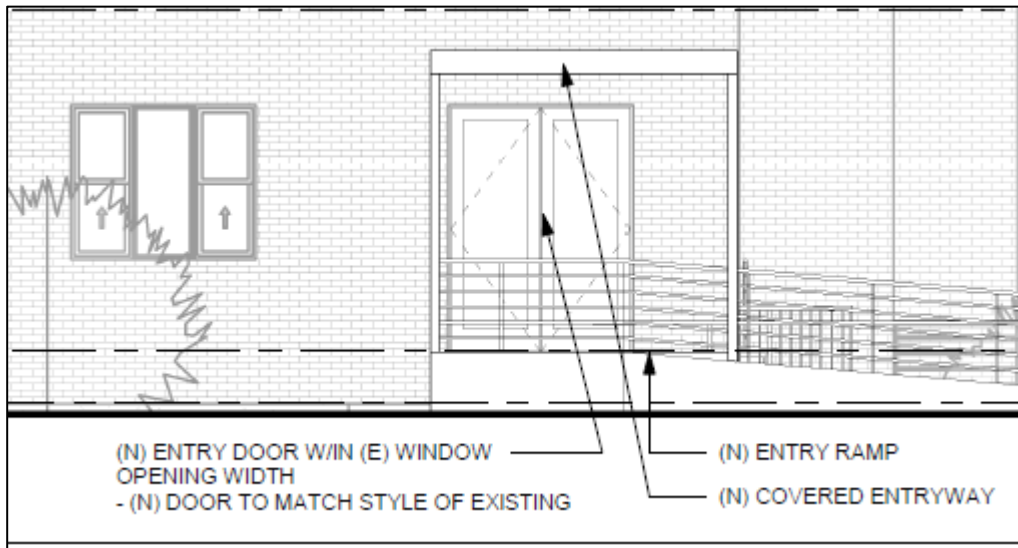 (N) ENTRY DOOR W/IN (E) WINDOW
OPENING WIDTH
- (N) DOOR TO MATCH STYLE OF EXISTING
(N) ENTRY RAMP
(N) COVERED ENTRYWAY